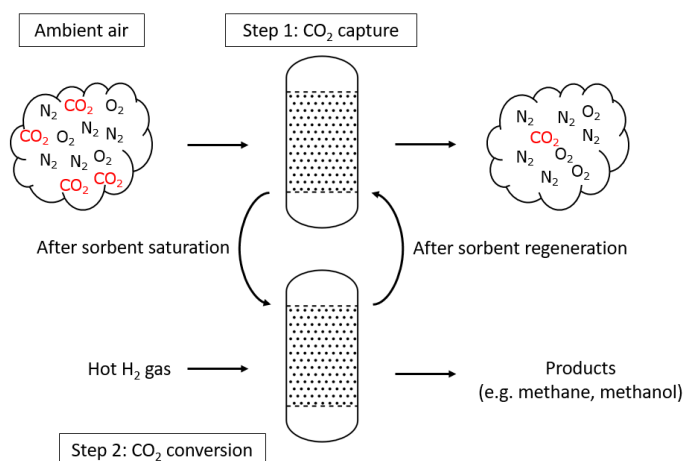 Ambient air
Step 1: CO₂ capture
N₂
CO₂
O₂
CO₂
O₂
N₂
N₂
N₂
N₂
O₂
CO₂
CO₂
N₂
N₂
O₂
CO₂
N₂
N₂
O₂
O₂
N₂
After sorbent saturation
After sorbent regeneration
Hot H₂ gas
Products
(e.g. methane, methanol)
Step 2: CO₂ conversion